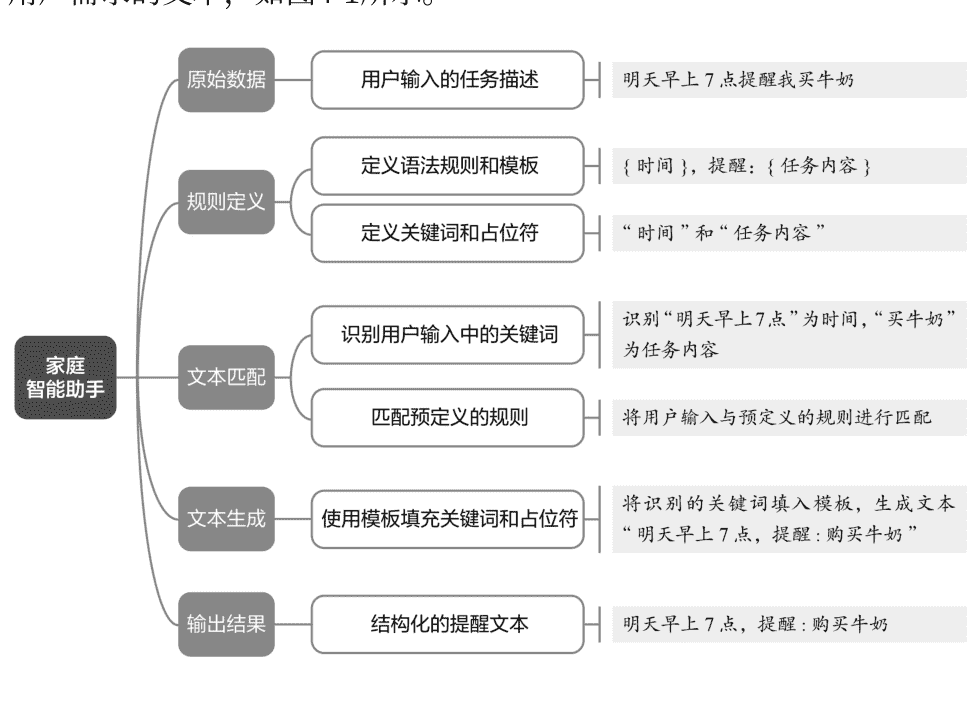 家庭
智能助手
原始数据
用户输入的任务描述
明天早上7点提醒我买牛奶
规则定义
定义语法规则和模板
{时间}，提醒：{任务内容}
定义关键词和占位符
“时间”和“任务内容”
文本匹配
识别用户输入中的关键词
识别“明天早上7点”为时间，“买牛奶”
为任务内容
匹配预定义的规则
将用户输入与预定义的规则进行匹配
文本生成
使用模板填充关键词和占位符
将识别的关键词填入模板，生成文本
“明天早上7点，提醒：购买牛奶”
输出结果
结构化的提醒文本
明天早上7点，提醒：购买牛奶